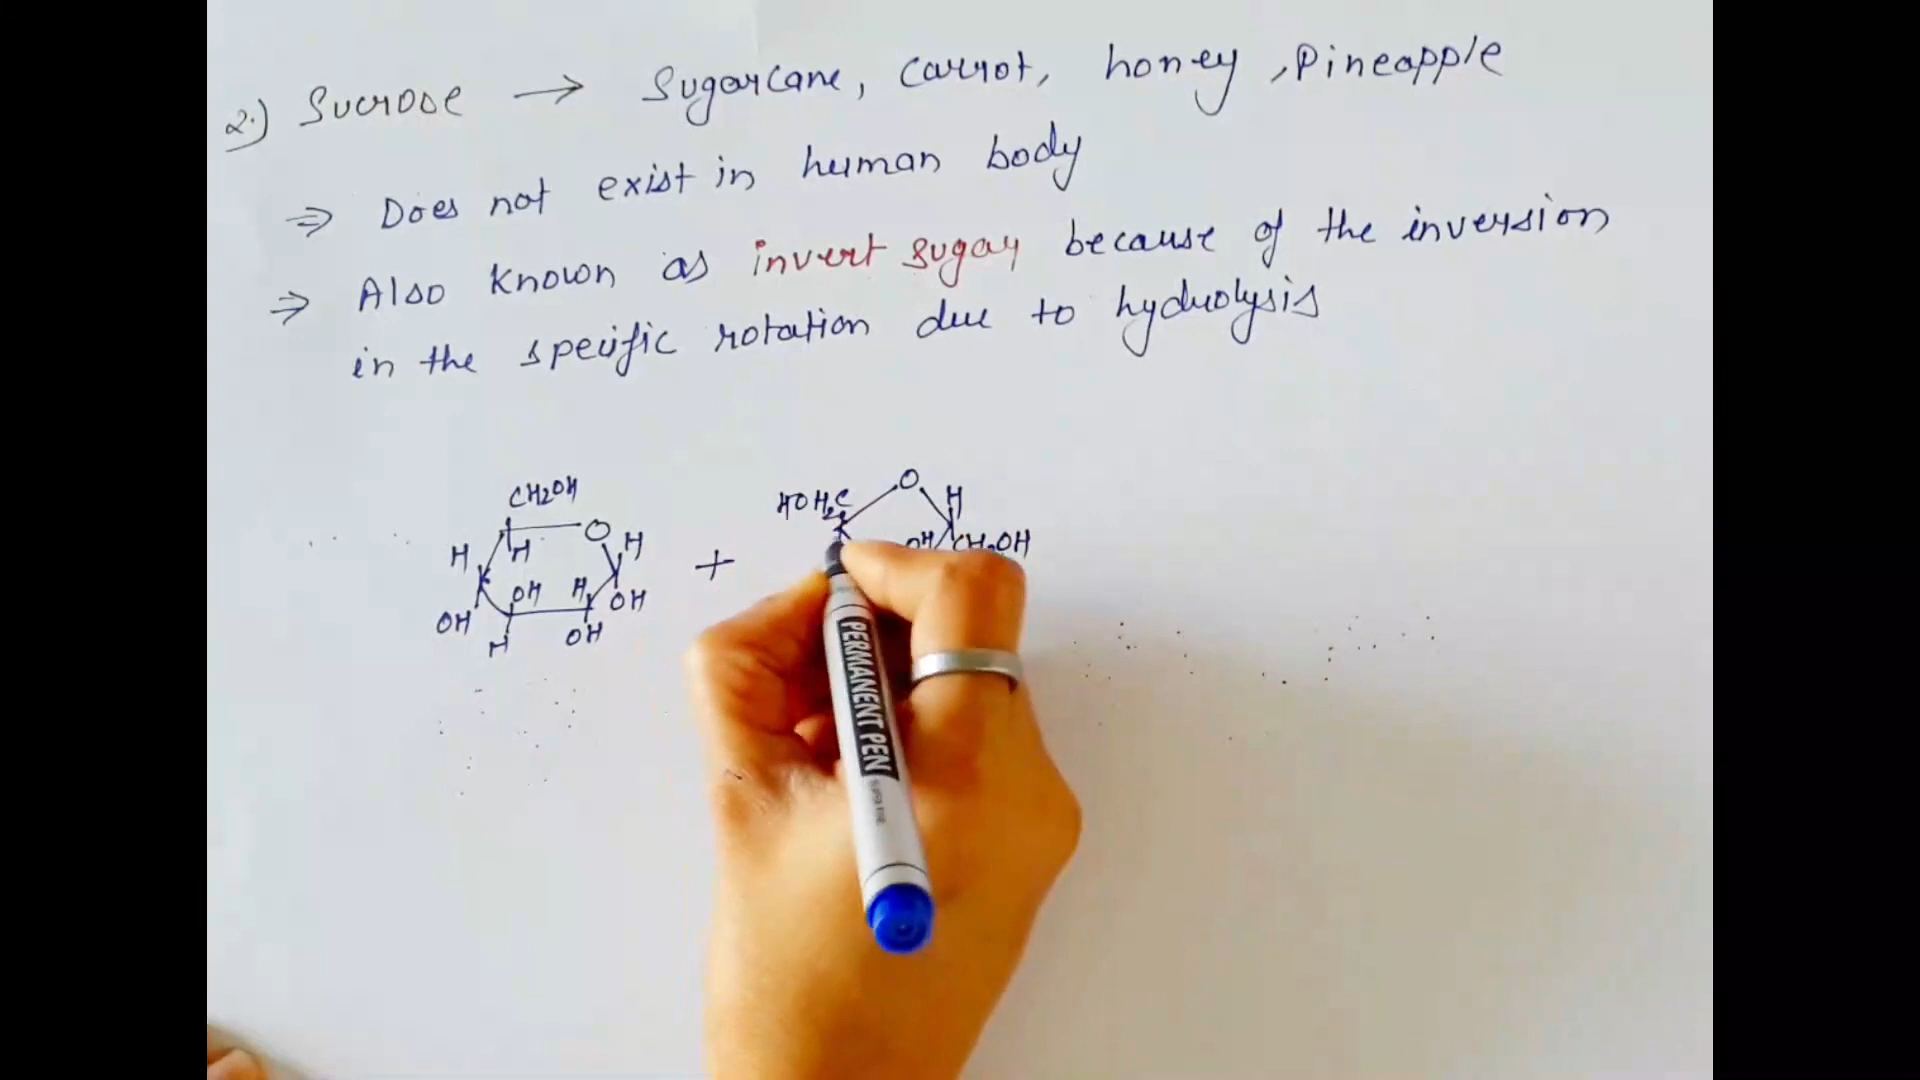 2.) Sucrose → Sugarcane, carrot, honey, Pineapple
⇒ Does not exist in human body
⇒ Also known as invert sugar because of the inversion
in the specific rotation due to hydrolysis
CH2OH
O
H
H
H
OH
H
OH
OH
H
OH
+
HOH2C
O
H
OH
CH2OH
PERMANENT PEN